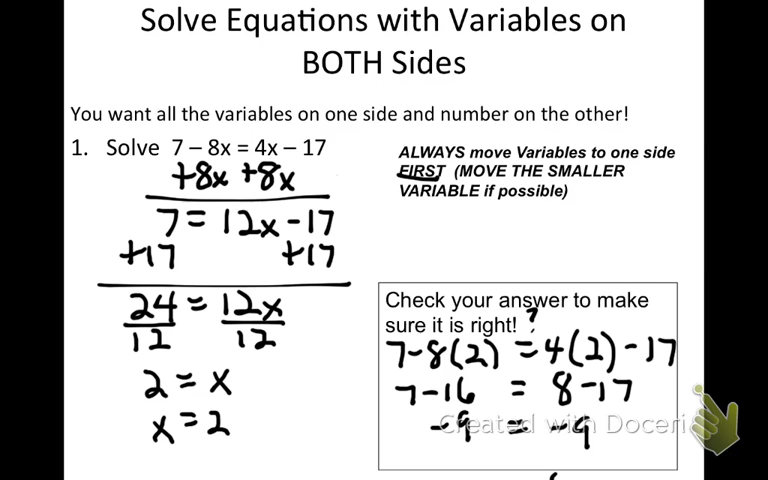 Solve Equations with Variables on
BOTH Sides
You want all the variables on one side and number on the other!
1. Solve 7 – 8x = 4x – 17
+8x +8x
7 = 12x - 17
+17 +17
24 = 12x
12 12
2 = x
x = 2
ALWAYS move Variables to one side
FIRST (MOVE THE SMALLER
VARIABLE if possible)
Check your answer to make
sure it is right!
?
7 - 8(2) = 4(2) - 17
7 - 16 = 8 - 17
-9 = -9
Created with Doceri